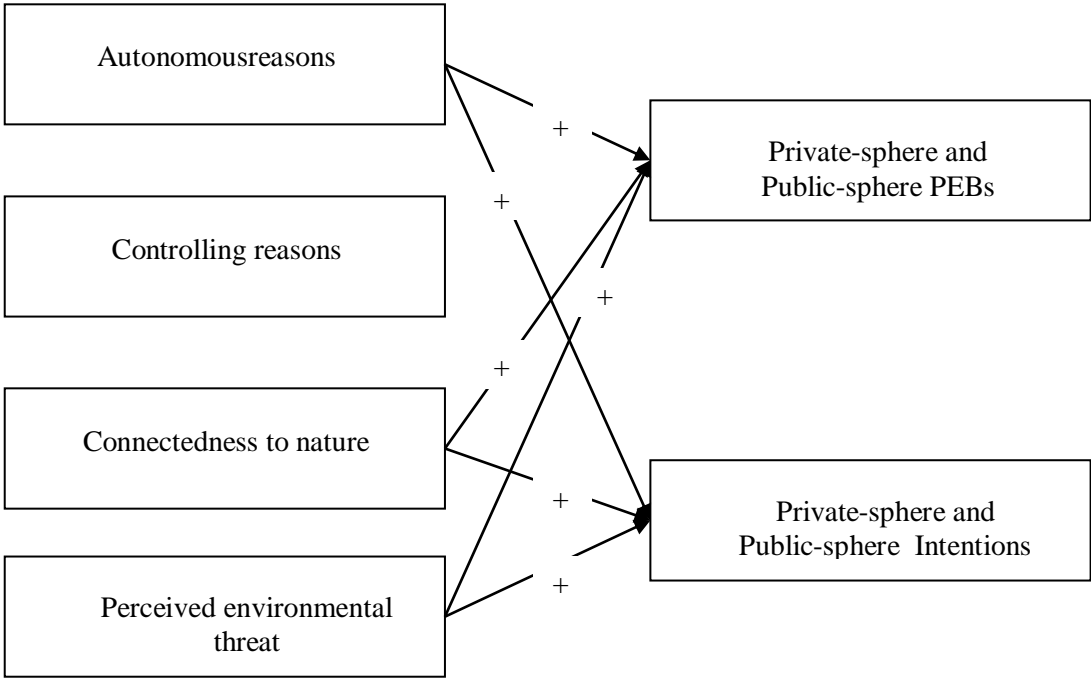 Autonomousreasons
+
Private-sphere and
Public-sphere PEBs
+
Controlling reasons
+
+
Connectedness to nature
+
Private-sphere and
Public-sphere Intentions
+
Perceived environmental
threat